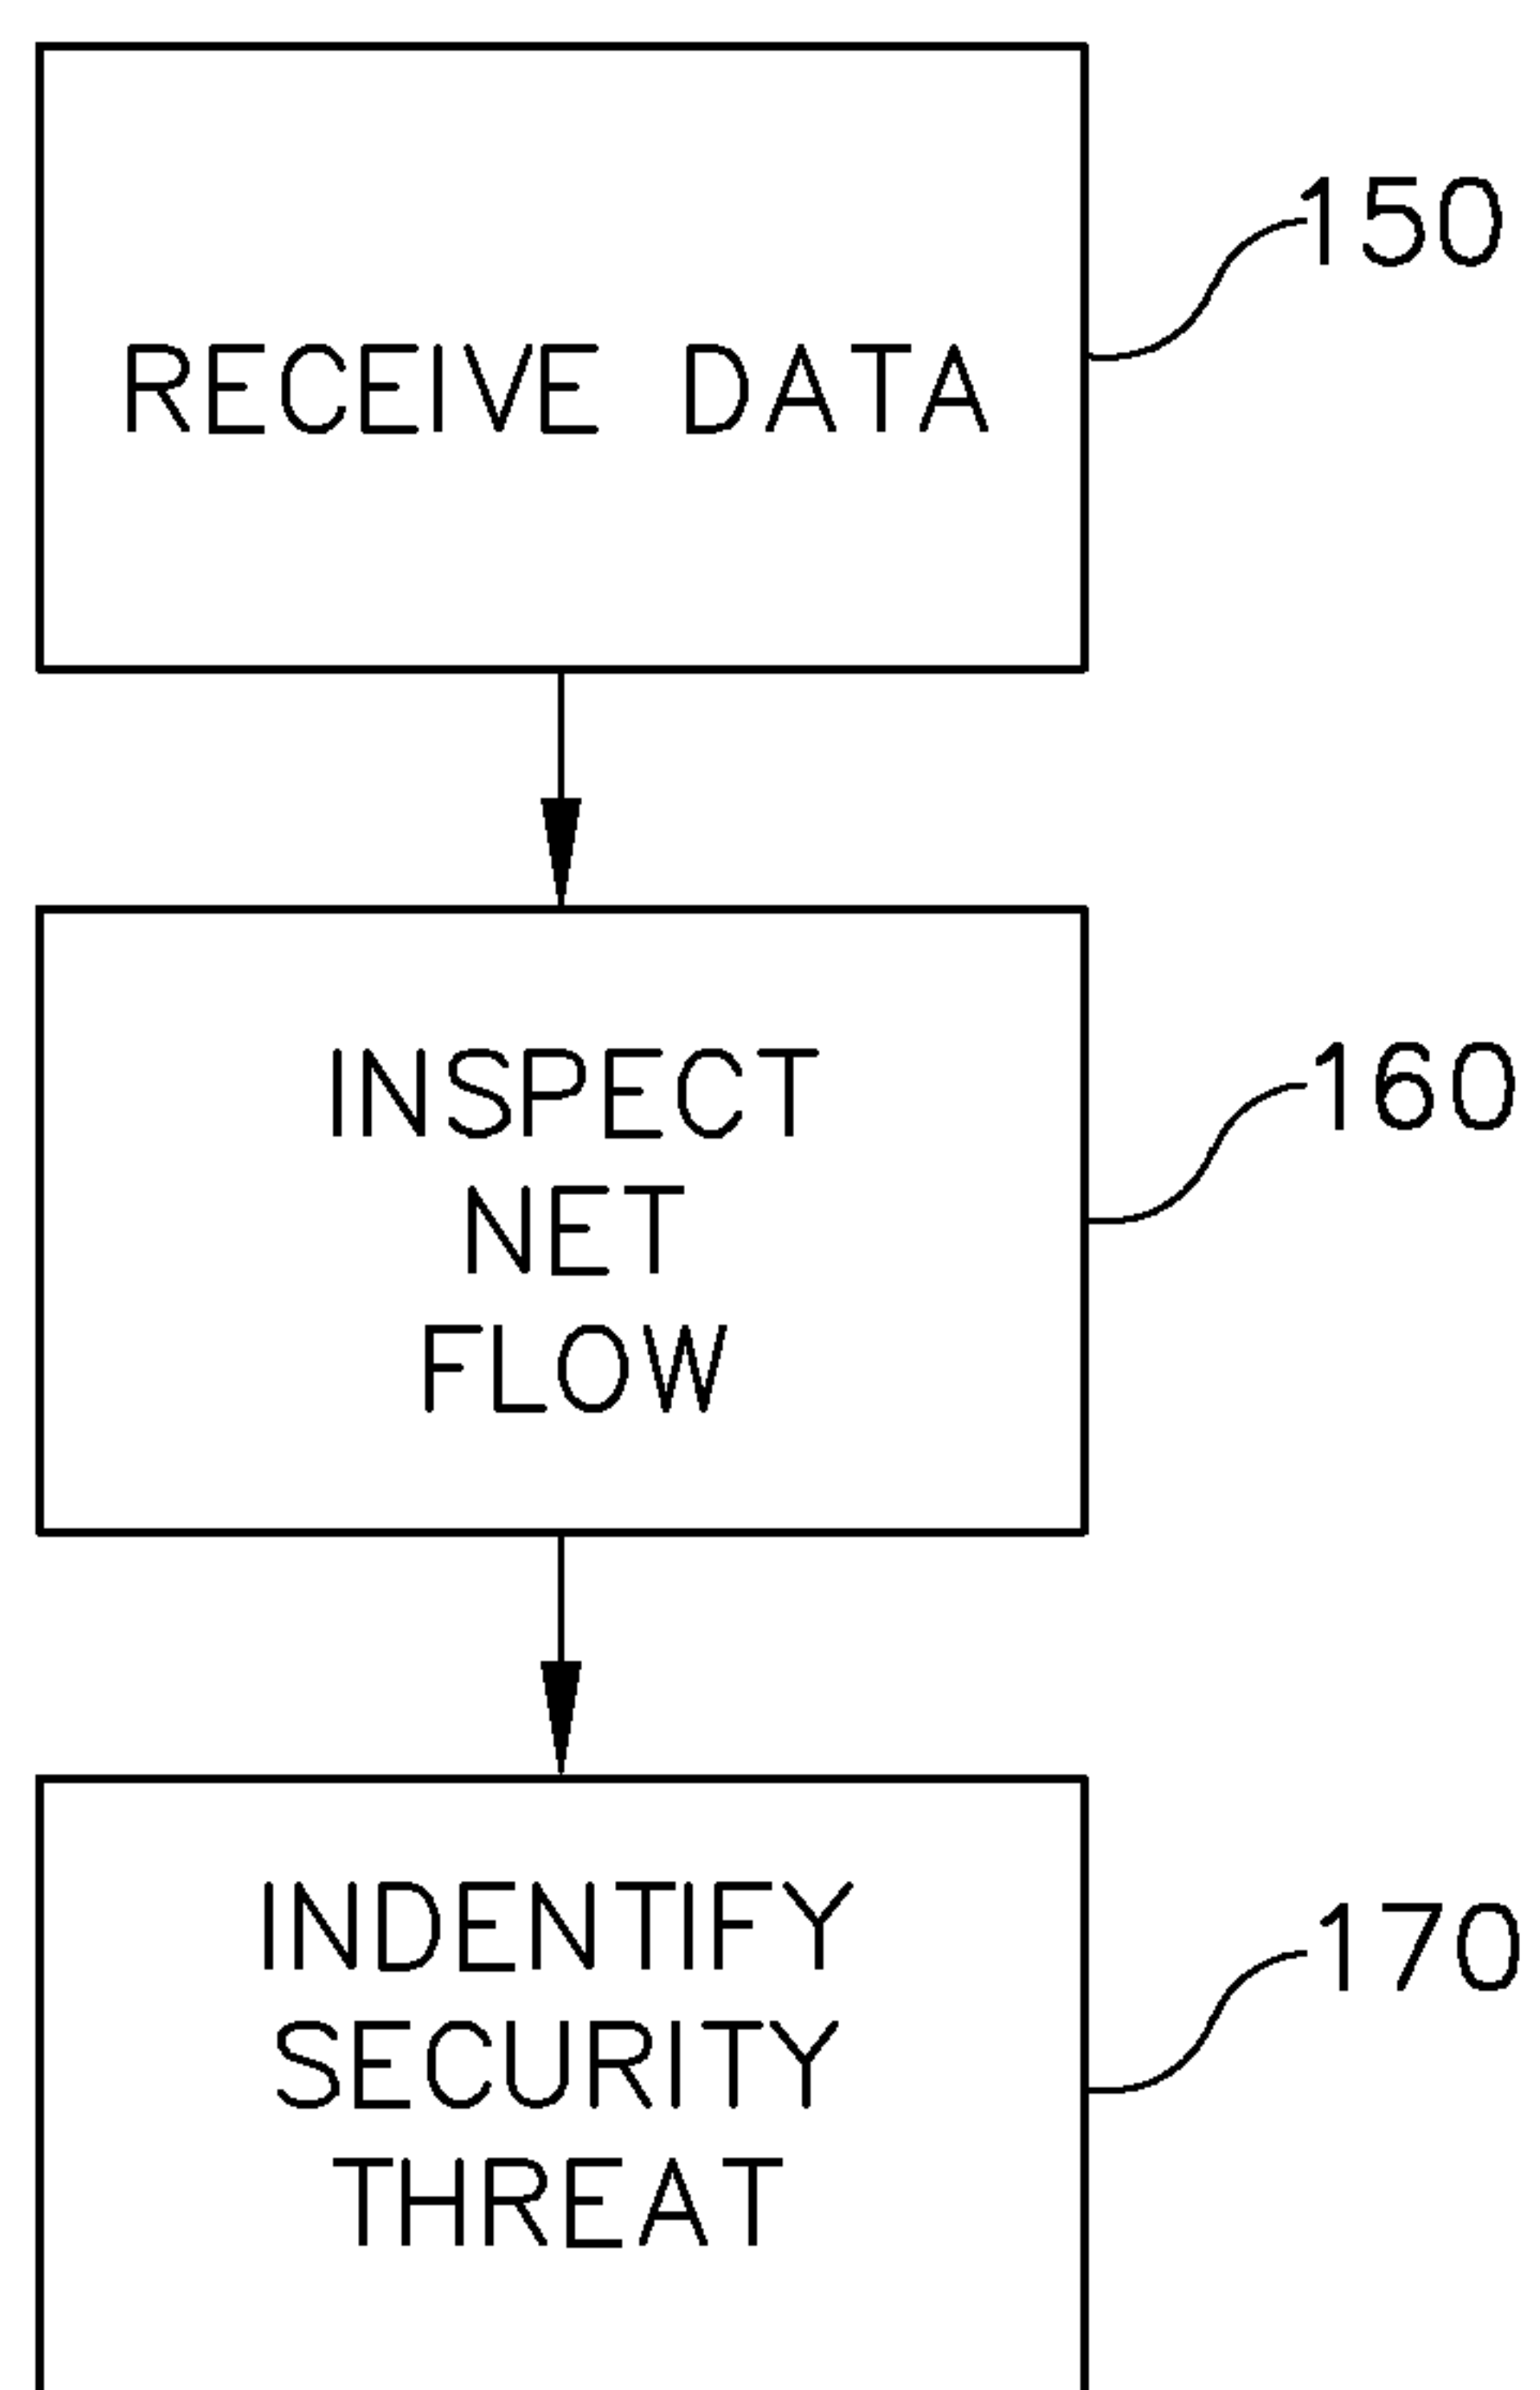 150
RECEIVE DATA
160
INSPECT
NET
FLOW
170
INDENTIFY
SECURITY
THREAT